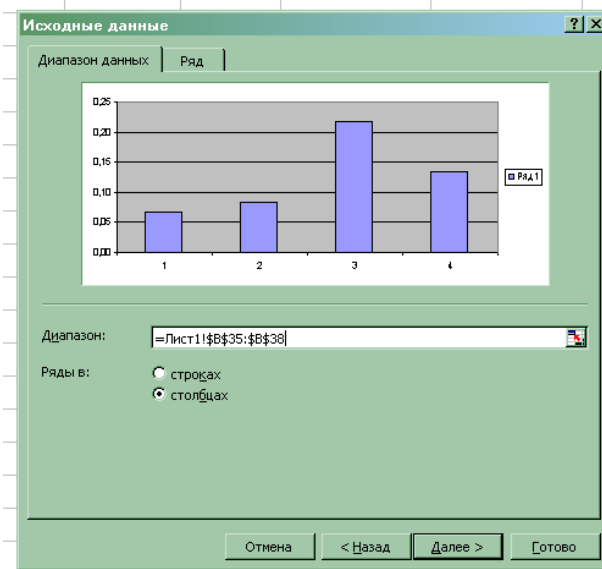 Исходные данные
Диапазон данных Ряд
0,25
0,20
0,15
0,10
0,05
0,00
1 2 3 4
Ряд1
Диапазон: =Лист1!$B$35:$B$38
Ряды в: строках
столбцах
Отмена < Назад Далее > Готово